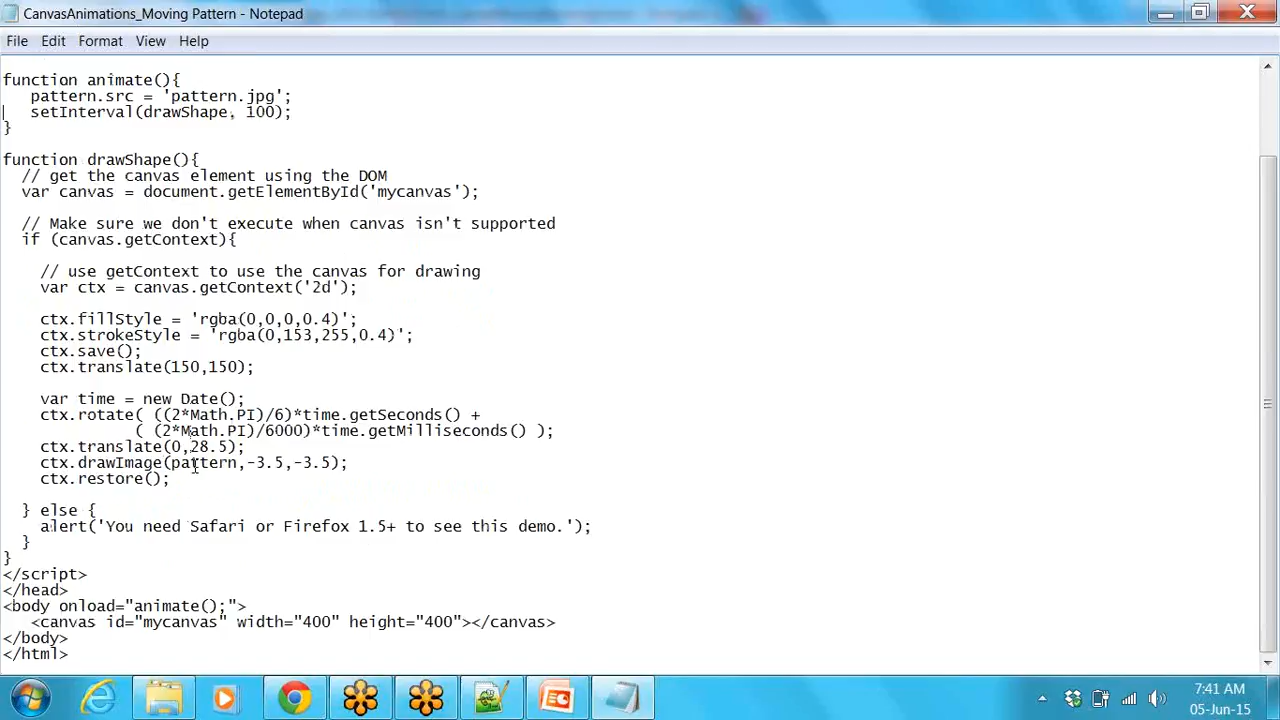 CanvasAnimations_Moving Pattern - Notepad
File Edit Format View Help
function animate(){
pattern.src = 'pattern.jpg';
setInterval(drawShape, 100);
}
function drawShape(){
// get the canvas element using the DOM
var canvas = document.getElementById('mycanvas');
// Make sure we don't execute when canvas isn't supported
if (canvas.getContext){
// use getContext to use the canvas for drawing
var ctx = canvas.getContext('2d');
ctx.fillStyle = 'rgba(0,0,0,0.4)';
ctx.strokeStyle = 'rgba(0,153,255,0.4)';
ctx.save();
ctx.translate(150,150);
var time = new Date();
ctx.rotate( ((2*Math.PI)/6)*time.getSeconds() +
( (2*Math.PI)/6000)*time.getMilliseconds() );
ctx.translate(0,28.5);
ctx.drawImage(pattern,-3.5,-3.5);
ctx.restore();
} else {
alert('You need Safari or Firefox 1.5+ to see this demo.');
}
}
</script>
</head>
<body onload="animate();">
<canvas id="mycanvas" width="400" height="400"></canvas>
</body>
</html>
7:41 AM
05-Jun-15